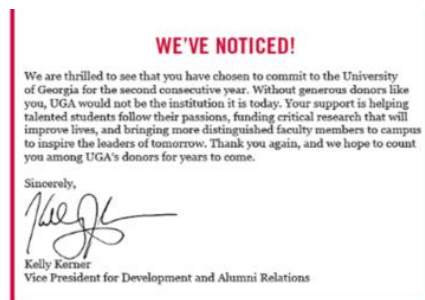 WE'VE NOTICED!
We are thrilled to see that you have chosen to commit to the University
of Georgia for the second consecutive year. Without generous donors like
you, UGA would not be the institution it is today. Your support is helping
talented students follow their passions, funding critical research that will
improve lives, and bringing more distinguished faculty members to campus
to inspire the leaders of tomorrow. Thank you again, and we hope to count
you among UGA's donors for years to come.
Sincerely,
Kelly Kerner
Vice President for Development and Alumni Relations